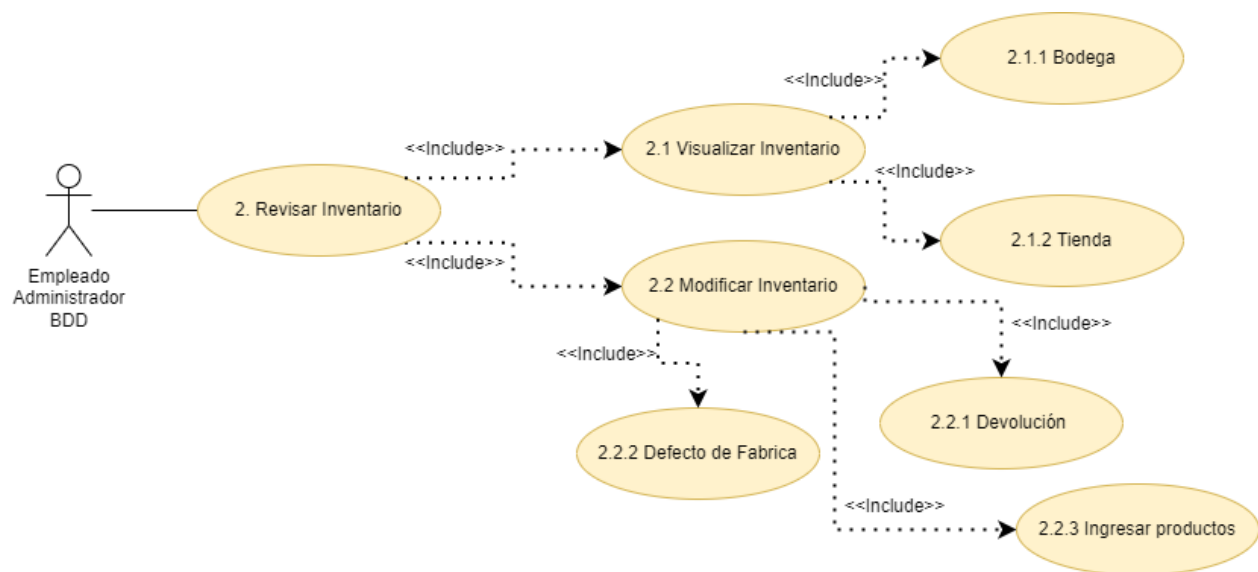 2.1.1 Bodega
<<Include>>
<<Include>>
2.1 Visualizar Inventario
<<Include>>
2. Revisar Inventario
2.1.2 Tienda
<<Include>>
Empleado
Administrador
BDD
2.2 Modificar Inventario
<<Include>>
<<Include>>
2.2.1 Devolución
2.2.2 Defecto de Fabrica
<<Include>>
2.2.3 Ingresar productos